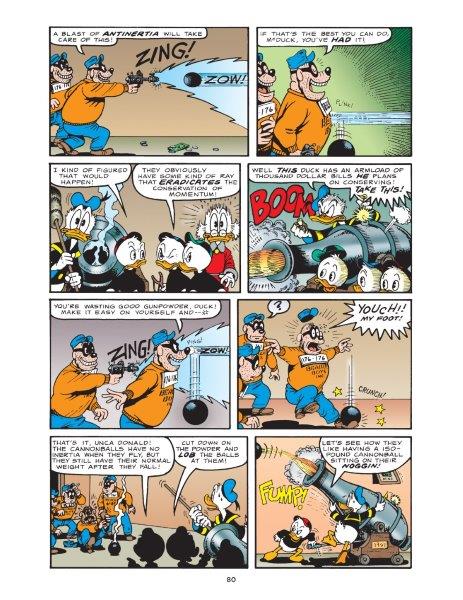 A BLAST OF ANTINERTIA WILL TAKE
CARE OF THIS!
ZING!
ZOW!
176-
IF THAT'S THE BEST YOU CAN DO,
McDUCK, YOU'VE HAD IT!
176
PLINK!
I KIND OF FIGURED
THAT WOULD
HAPPEN!
THEY OBVIOUSLY
HAVE SOME KIND OF RAY
THAT ERADICATES THE
CONSERVATION OF
MOMENTUM!
WELL THIS DUCK HAS AN ARMLOAD OF
THOUSAND DOLLAR BILLS HE PLANS
ON CONSERVING!
TAKE THIS!
BOOM
YOU'RE WASTING GOOD GUNPOWDER, DUCK!
MAKE IT EASY ON YOURSELF AND--
ZING!
ZOW!
?
YOUCH!!
MY FOOT!
176-176
BEAGLE
BOYS
INC.
CRUNCH!
THAT'S IT, UNCA DONALD!
THE CANNONBALLS HAVE NO
INERTIA WHEN THEY FLY, BUT
THEY STILL HAVE THEIR NORMAL
WEIGHT AFTER THEY FALL!
CUT DOWN ON
THE POWDER AND
LOB THE BALLS
AT THEM!
LET'S SEE HOW THEY
LIKE HAVING A 150-
POUND CANNONBALL
SITTING ON THEIR
NOGGIN!
FUMP!
80